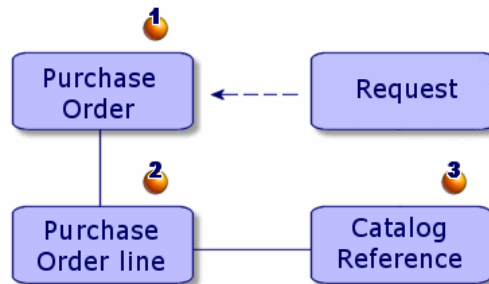 1
Purchase
Order
Request
2
3
Purchase
Order line
Catalog
Reference